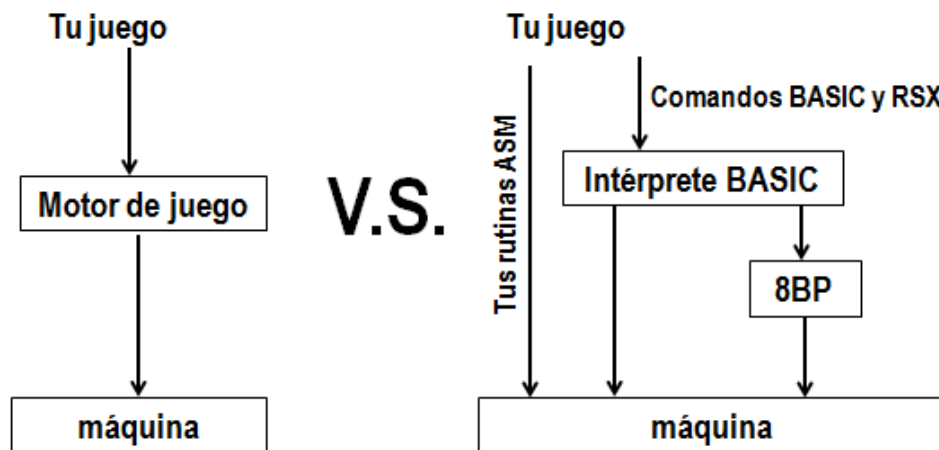 Tu juego
Motor de juego
máquina
V.S.
Tu juego
Comandos BASIC y RSX
Tus rutinas ASM
Intérprete BASIC
8BP
máquina